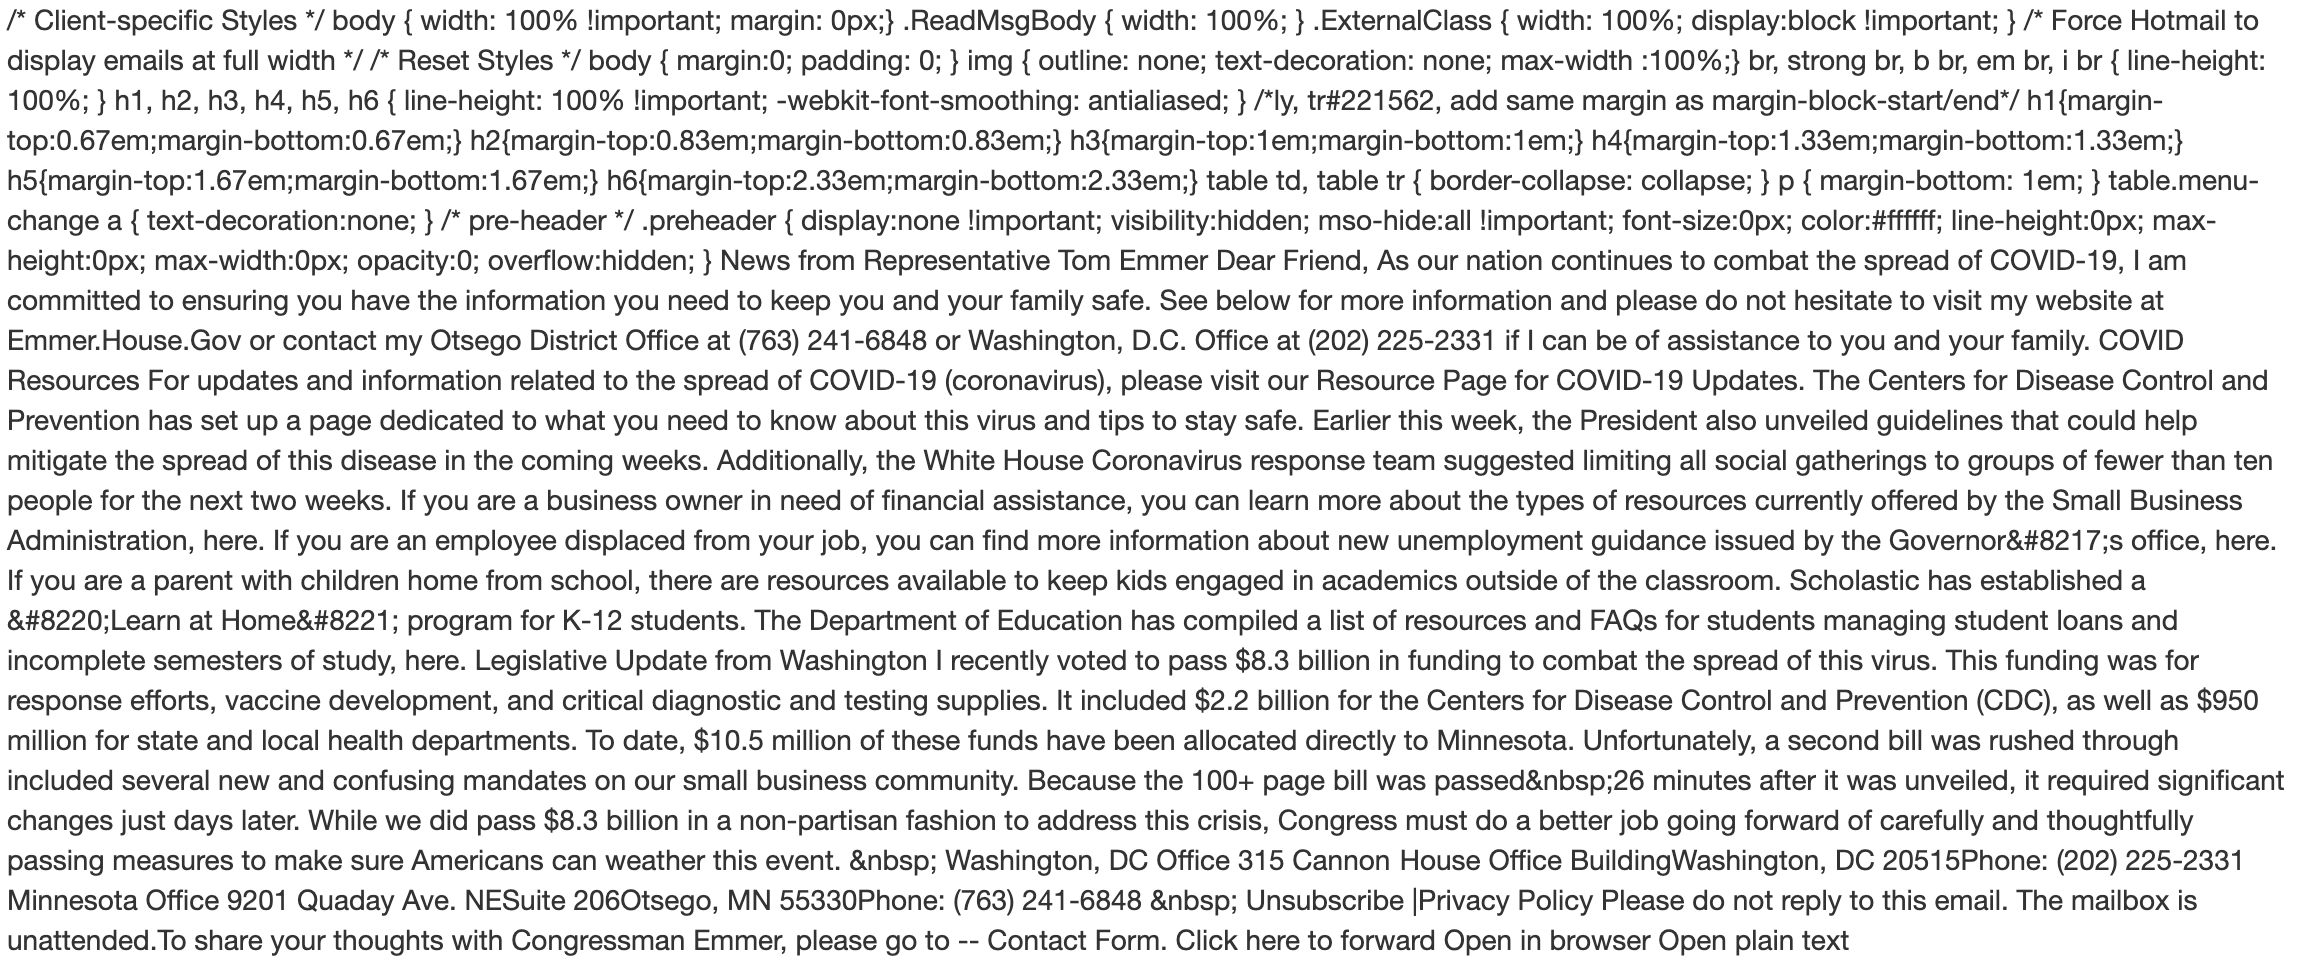 /* Client-specific Styles */ body { width: 100% !important; margin: 0px;} .ReadMsgBody { width: 100%; } .ExternalClass { width: 100%; display:block !important; } /* Force Hotmail to
display emails at full width */ /* Reset Styles */ body { margin:0; padding: 0; } img { outline: none; text-decoration: none; max-width :100%;} br, strong br, b br, em br, i br { line-height:
100%; } h1, h2, h3, h4, h5, h6 { line-height: 100% !important; -webkit-font-smoothing: antialiased; } /*ly, tr#221562, add same margin as margin-block-start/end*/ h1{margin-
top:0.67em;margin-bottom:0.67em;} h2{margin-top:0.83em;margin-bottom:0.83em;} h3{margin-top:1em;margin-bottom:1em;} h4{margin-top:1.33em;margin-bottom:1.33em;}
h5{margin-top:1.67em;margin-bottom:1.67em;} h6{margin-top:2.33em;margin-bottom:2.33em;} table td, table tr { border-collapse: collapse; } p { margin-bottom: 1em; } table.menu-
change a { text-decoration:none; } /* pre-header */ .preheader { display:none !important; visibility:hidden; mso-hide:all !important; font-size:0px; color:#ffffff; line-height:0px; max-
height:0px; max-width:0px; opacity:0; overflow:hidden; } News from Representative Tom Emmer Dear Friend, As our nation continues to combat the spread of COVID-19, I am
committed to ensuring you have the information you need to keep you and your family safe. See below for more information and please do not hesitate to visit my website at
Emmer.House.Gov or contact my Otsego District Office at (763) 241-6848 or Washington, D.C. Office at (202) 225-2331 if I can be of assistance to you and your family. COVID
Resources For updates and information related to the spread of COVID-19 (coronavirus), please visit our Resource Page for COVID-19 Updates. The Centers for Disease Control and
Prevention has set up a page dedicated to what you need to know about this virus and tips to stay safe. Earlier this week, the President also unveiled guidelines that could help
mitigate the spread of this disease in the coming weeks. Additionally, the White House Coronavirus response team suggested limiting all social gatherings to groups of fewer than ten
people for the next two weeks. If you are a business owner in need of financial assistance, you can learn more about the types of resources currently offered by the Small Business
Administration, here. If you are an employee displaced from your job, you can find more information about new unemployment guidance issued by the Governor&#8217;s office, here.
If you are a parent with children home from school, there are resources available to keep kids engaged in academics outside of the classroom. Scholastic has established a
&#8220;Learn at Home&#8221; program for K-12 students. The Department of Education has compiled a list of resources and FAQs for students managing student loans and
incomplete semesters of study, here. Legislative Update from Washington I recently voted to pass $8.3 billion in funding to combat the spread of this virus. This funding was for
response efforts, vaccine development, and critical diagnostic and testing supplies. It included $2.2 billion for the Centers for Disease Control and Prevention (CDC), as well as $950
million for state and local health departments. To date, $10.5 million of these funds have been allocated directly to Minnesota. Unfortunately, a second bill was rushed through
included several new and confusing mandates on our small business community. Because the 100+ page bill was passed&nbsp;26 minutes after it was unveiled, it required significant
changes just days later. While we did pass $8.3 billion in a non-partisan fashion to address this crisis, Congress must do a better job going forward of carefully and thoughtfully
passing measures to make sure Americans can weather this event. &nbsp; Washington, DC Office 315 Cannon House Office BuildingWashington, DC 20515Phone: (202) 225-2331
Minnesota Office 9201 Quaday Ave. NESuite 206Otsego, MN 55330Phone: (763) 241-6848 &nbsp; Unsubscribe |Privacy Policy Please do not reply to this email. The mailbox is
unattended.To share your thoughts with Congressman Emmer, please go to -- Contact Form. Click here to forward Open in browser Open plain text